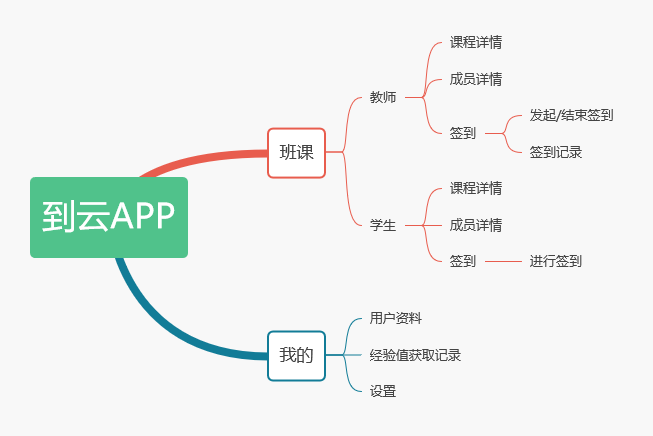 到云APP
班课
教师
课程详情
成员详情
签到
发起/结束签到
签到记录
学生
课程详情
成员详情
签到
进行签到
我的
用户资料
经验值获取记录
设置